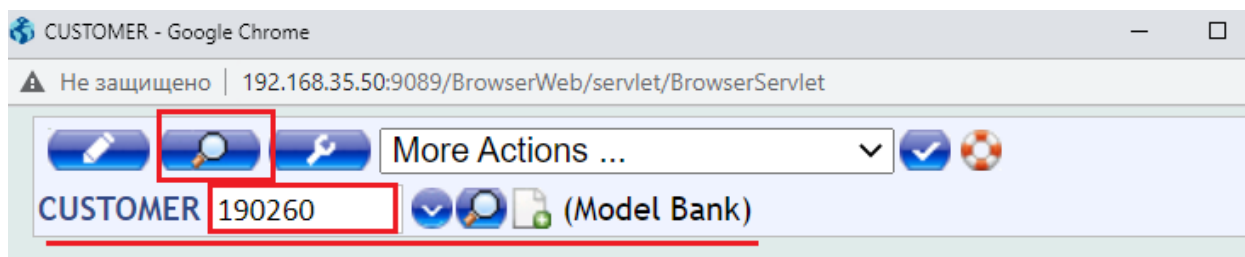 CUSTOMER - Google Chrome
Не защищено | 192.168.35.50:9089/BrowserWeb/servlet/BrowserServlet
More Actions ...
CUSTOMER 190260 (Model Bank)